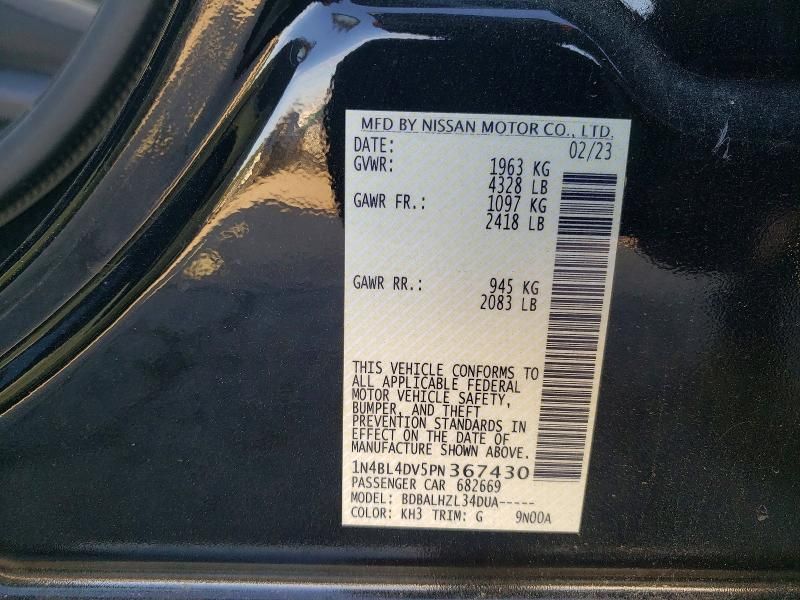 MFD BY NISSAN MOTOR CO., LTD.
DATE: 02/23
GVWR: 1963 KG
4328 LB
GAWR FR.: 1097 KG
2418 LB
GAWR RR.: 945 KG
2083 LB
THIS VEHICLE CONFORMS TO
ALL APPLICABLE FEDERAL
MOTOR VEHICLE SAFETY,
BUMPER, AND THEFT
PREVENTION STANDARDS IN
EFFECT ON THE DATE OF
MANUFACTURE SHOWN ABOVE.
1N4BL4DV5PN367430
PASSENGER CAR 682669
MODEL: BDBALHZL34DUA-----
COLOR: KH3 TRIM: G 9N00A